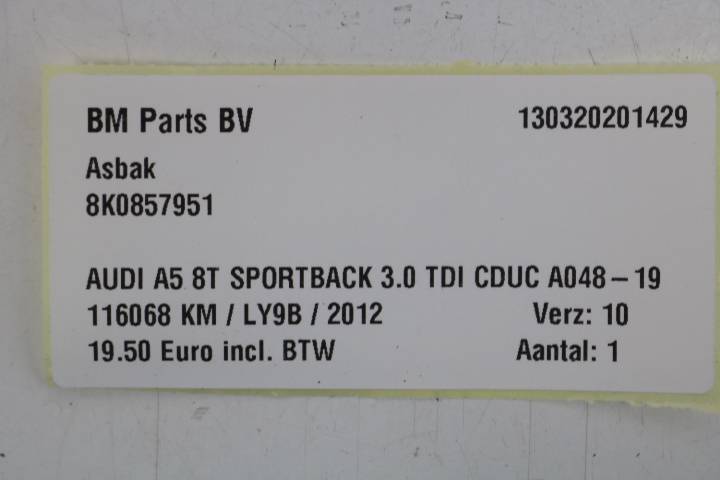 BM Parts BV 130320201429
Asbak
8K0857951
AUDI A5 8T SPORTBACK 3.0 TDI CDUC A048-19
116068 KM / LY9B / 2012 Verz: 10
19.50 Euro incl. BTW Aantal: 1